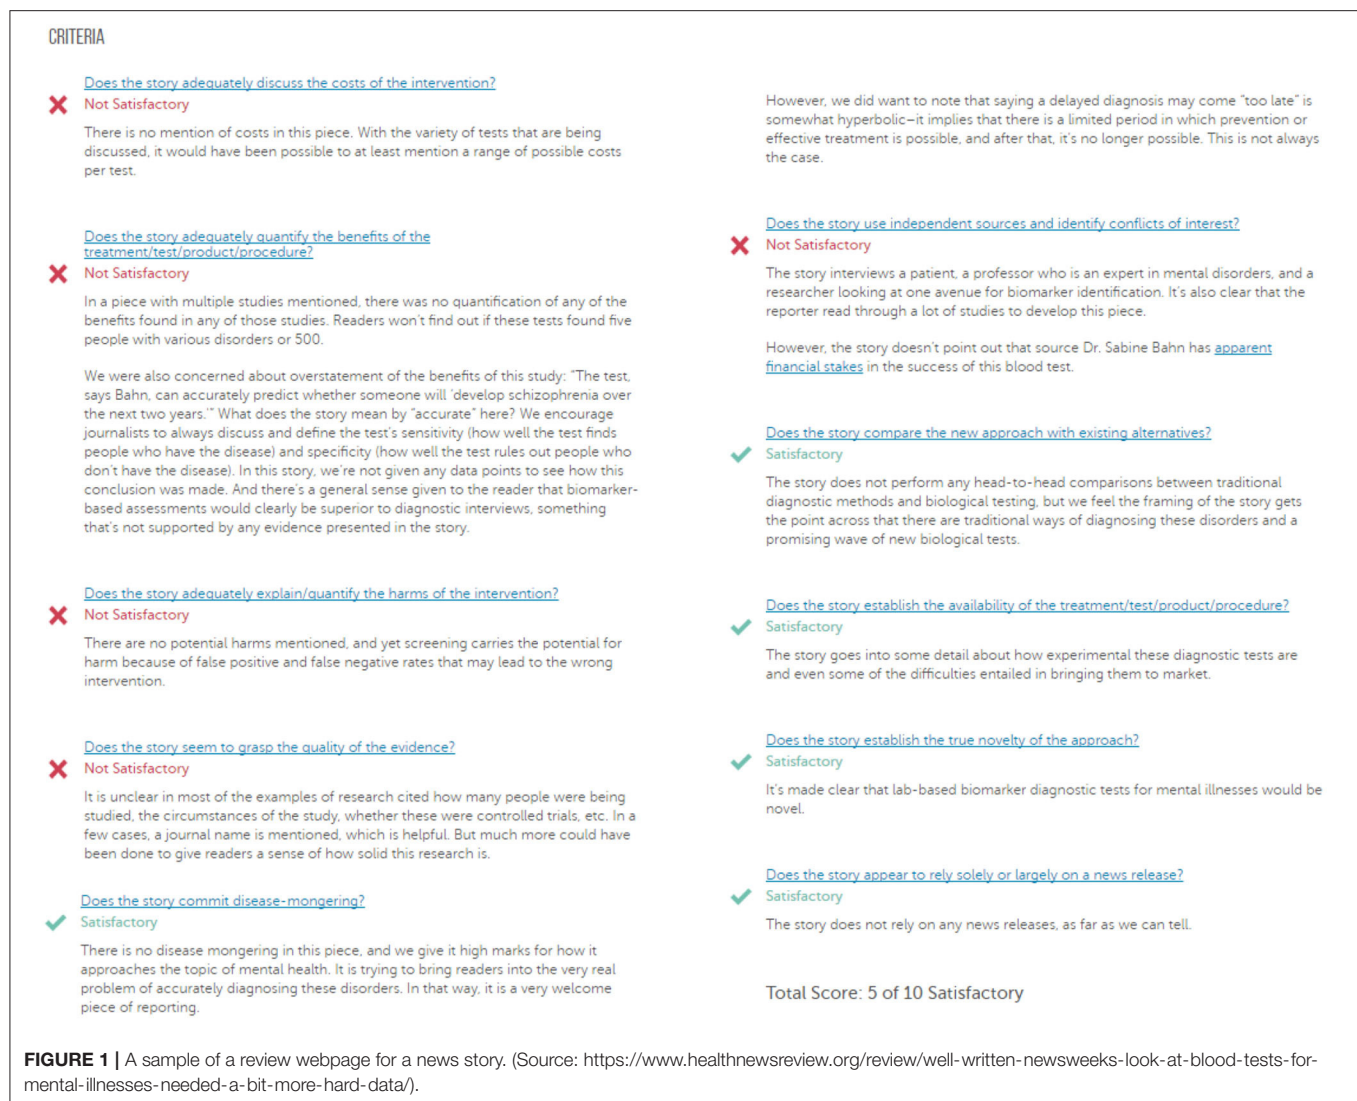 CRITERIA
Does the story adequately discuss the costs of the intervention?
Not Satisfactory
There is no mention of costs in this piece. With the variety of tests that are being
discussed, it would have been possible to at least mention a range of possible costs
per test.
Does the story adequately quantify the benefits of the
treatment/test/product/procedure?
Not Satisfactory
In a piece with multiple studies mentioned, there was no quantification of any of the
benefits found in any of those studies. Readers won't find out if these tests found five
people with various disorders or 500.
We were also concerned about overstatement of the benefits of this study: "The test,
says Bahn, can accurately predict whether someone will 'develop schizophrenia over
the next two years.'" What does the story mean by "accurate" here? We encourage
journalists to always discuss and define the test's sensitivity (how well the test finds
people who have the disease) and specificity (how well the test rules out people who
don't have the disease). In this story, we're not given any data points to see how this
conclusion was made. And there's a general sense given to the reader that biomarker-
based assessments would clearly be superior to diagnostic interviews, something
that's not supported by any evidence presented in the story.
Does the story adequately explain/quantify the harms of the intervention?
Not Satisfactory
There are no potential harms mentioned, and yet screening carries the potential for
harm because of false positive and false negative rates that may lead to the wrong
intervention.
Does the story seem to grasp the quality of the evidence?
Not Satisfactory
It is unclear in most of the examples of research cited how many people were being
studied, the circumstances of the study, whether these were controlled trials, etc. In a
few cases, a journal name is mentioned, which is helpful. But much more could have
been done to give readers a sense of how solid this research is.
Does the story commit disease-mongering?
Satisfactory
There is no disease mongering in this piece, and we give it high marks for how it
approaches the topic of mental health. It is trying to bring readers into the very real
problem of accurately diagnosing these disorders. In that way, it is a very welcome
piece of reporting.
However, we did want to note that saying a delayed diagnosis may come "too late" is
somewhat hyperbolic–it implies that there is a limited period in which prevention or
effective treatment is possible, and after that, it's no longer possible. This is not always
the case.
Does the story use independent sources and identify conflicts of interest?
Not Satisfactory
The story interviews a patient, a professor who is an expert in mental disorders, and a
researcher looking at one avenue for biomarker identification. It's also clear that the
reporter read through a lot of studies to develop this piece.
However, the story doesn't point out that source Dr. Sabine Bahn has apparent
financial stakes in the success of this blood test.
Does the story compare the new approach with existing alternatives?
Satisfactory
The story does not perform any head-to-head comparisons between traditional
diagnostic methods and biological testing, but we feel the framing of the story gets
the point across that there are traditional ways of diagnosing these disorders and a
promising wave of new biological tests.
Does the story establish the availability of the treatment/test/product/procedure?
Satisfactory
The story goes into some detail about how experimental these diagnostic tests are
and even some of the difficulties entailed in bringing them to market.
Does the story establish the true novelty of the approach?
Satisfactory
It's made clear that lab-based biomarker diagnostic tests for mental illnesses would be
novel.
Does the story appear to rely solely or largely on a news release?
Satisfactory
The story does not rely on any news releases, as far as we can tell.
Total Score: 5 of 10 Satisfactory
FIGURE 1 | A sample of a review webpage for a news story. (Source: https://www.healthnewsreview.org/review/well-written-newsweeks-look-at-blood-tests-for-
mental-illnesses-needed-a-bit-more-hard-data/).